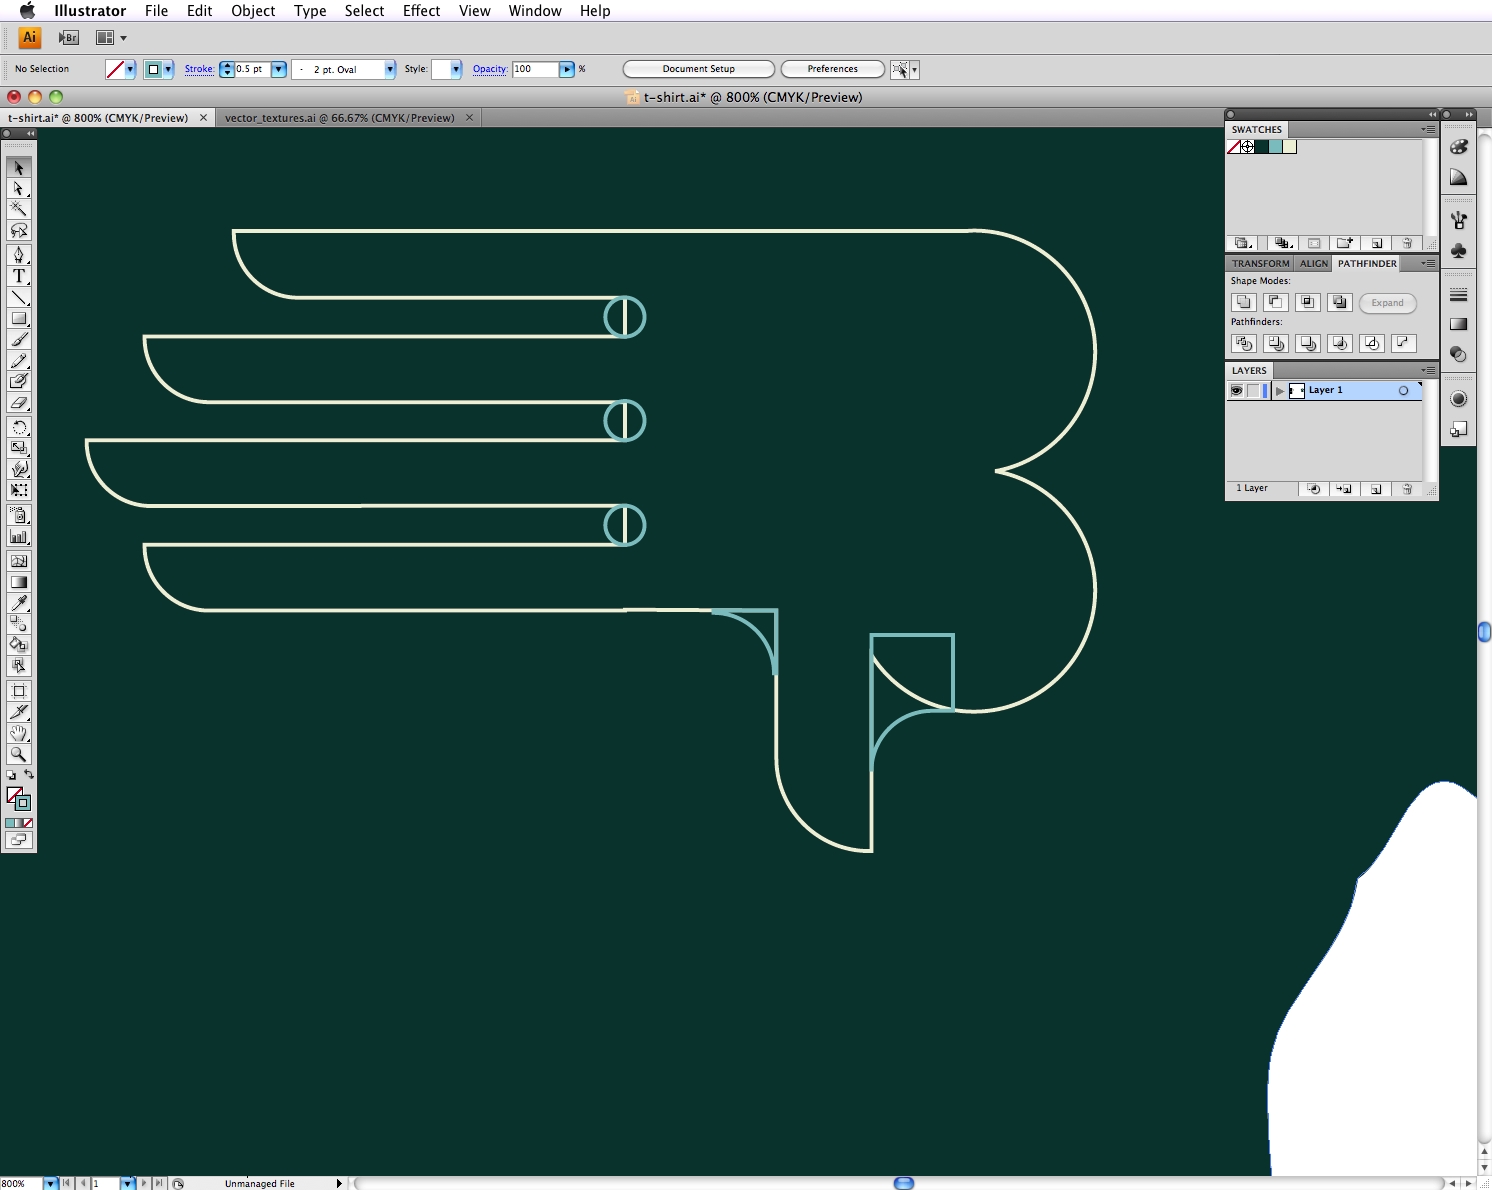 Illustrator File Edit Object Type Select Effect View Window Help
Ai Br
No Selection Stroke: 0.5 pt 2 pt. Oval Style: Opacity: 100 % Document Setup Preferences
t-shirt.ai* @ 800% (CMYK/Preview)
t-shirt.ai* @ 800% (CMYK/Preview) vector_textures.ai @ 66.67% (CMYK/Preview)
SWATCHES
TRANSFORM ALIGN PATHFINDER
Shape Modes:
Expand
Pathfinders:
LAYERS
Layer 1
1 Layer
T
800% 1 Unmanaged File